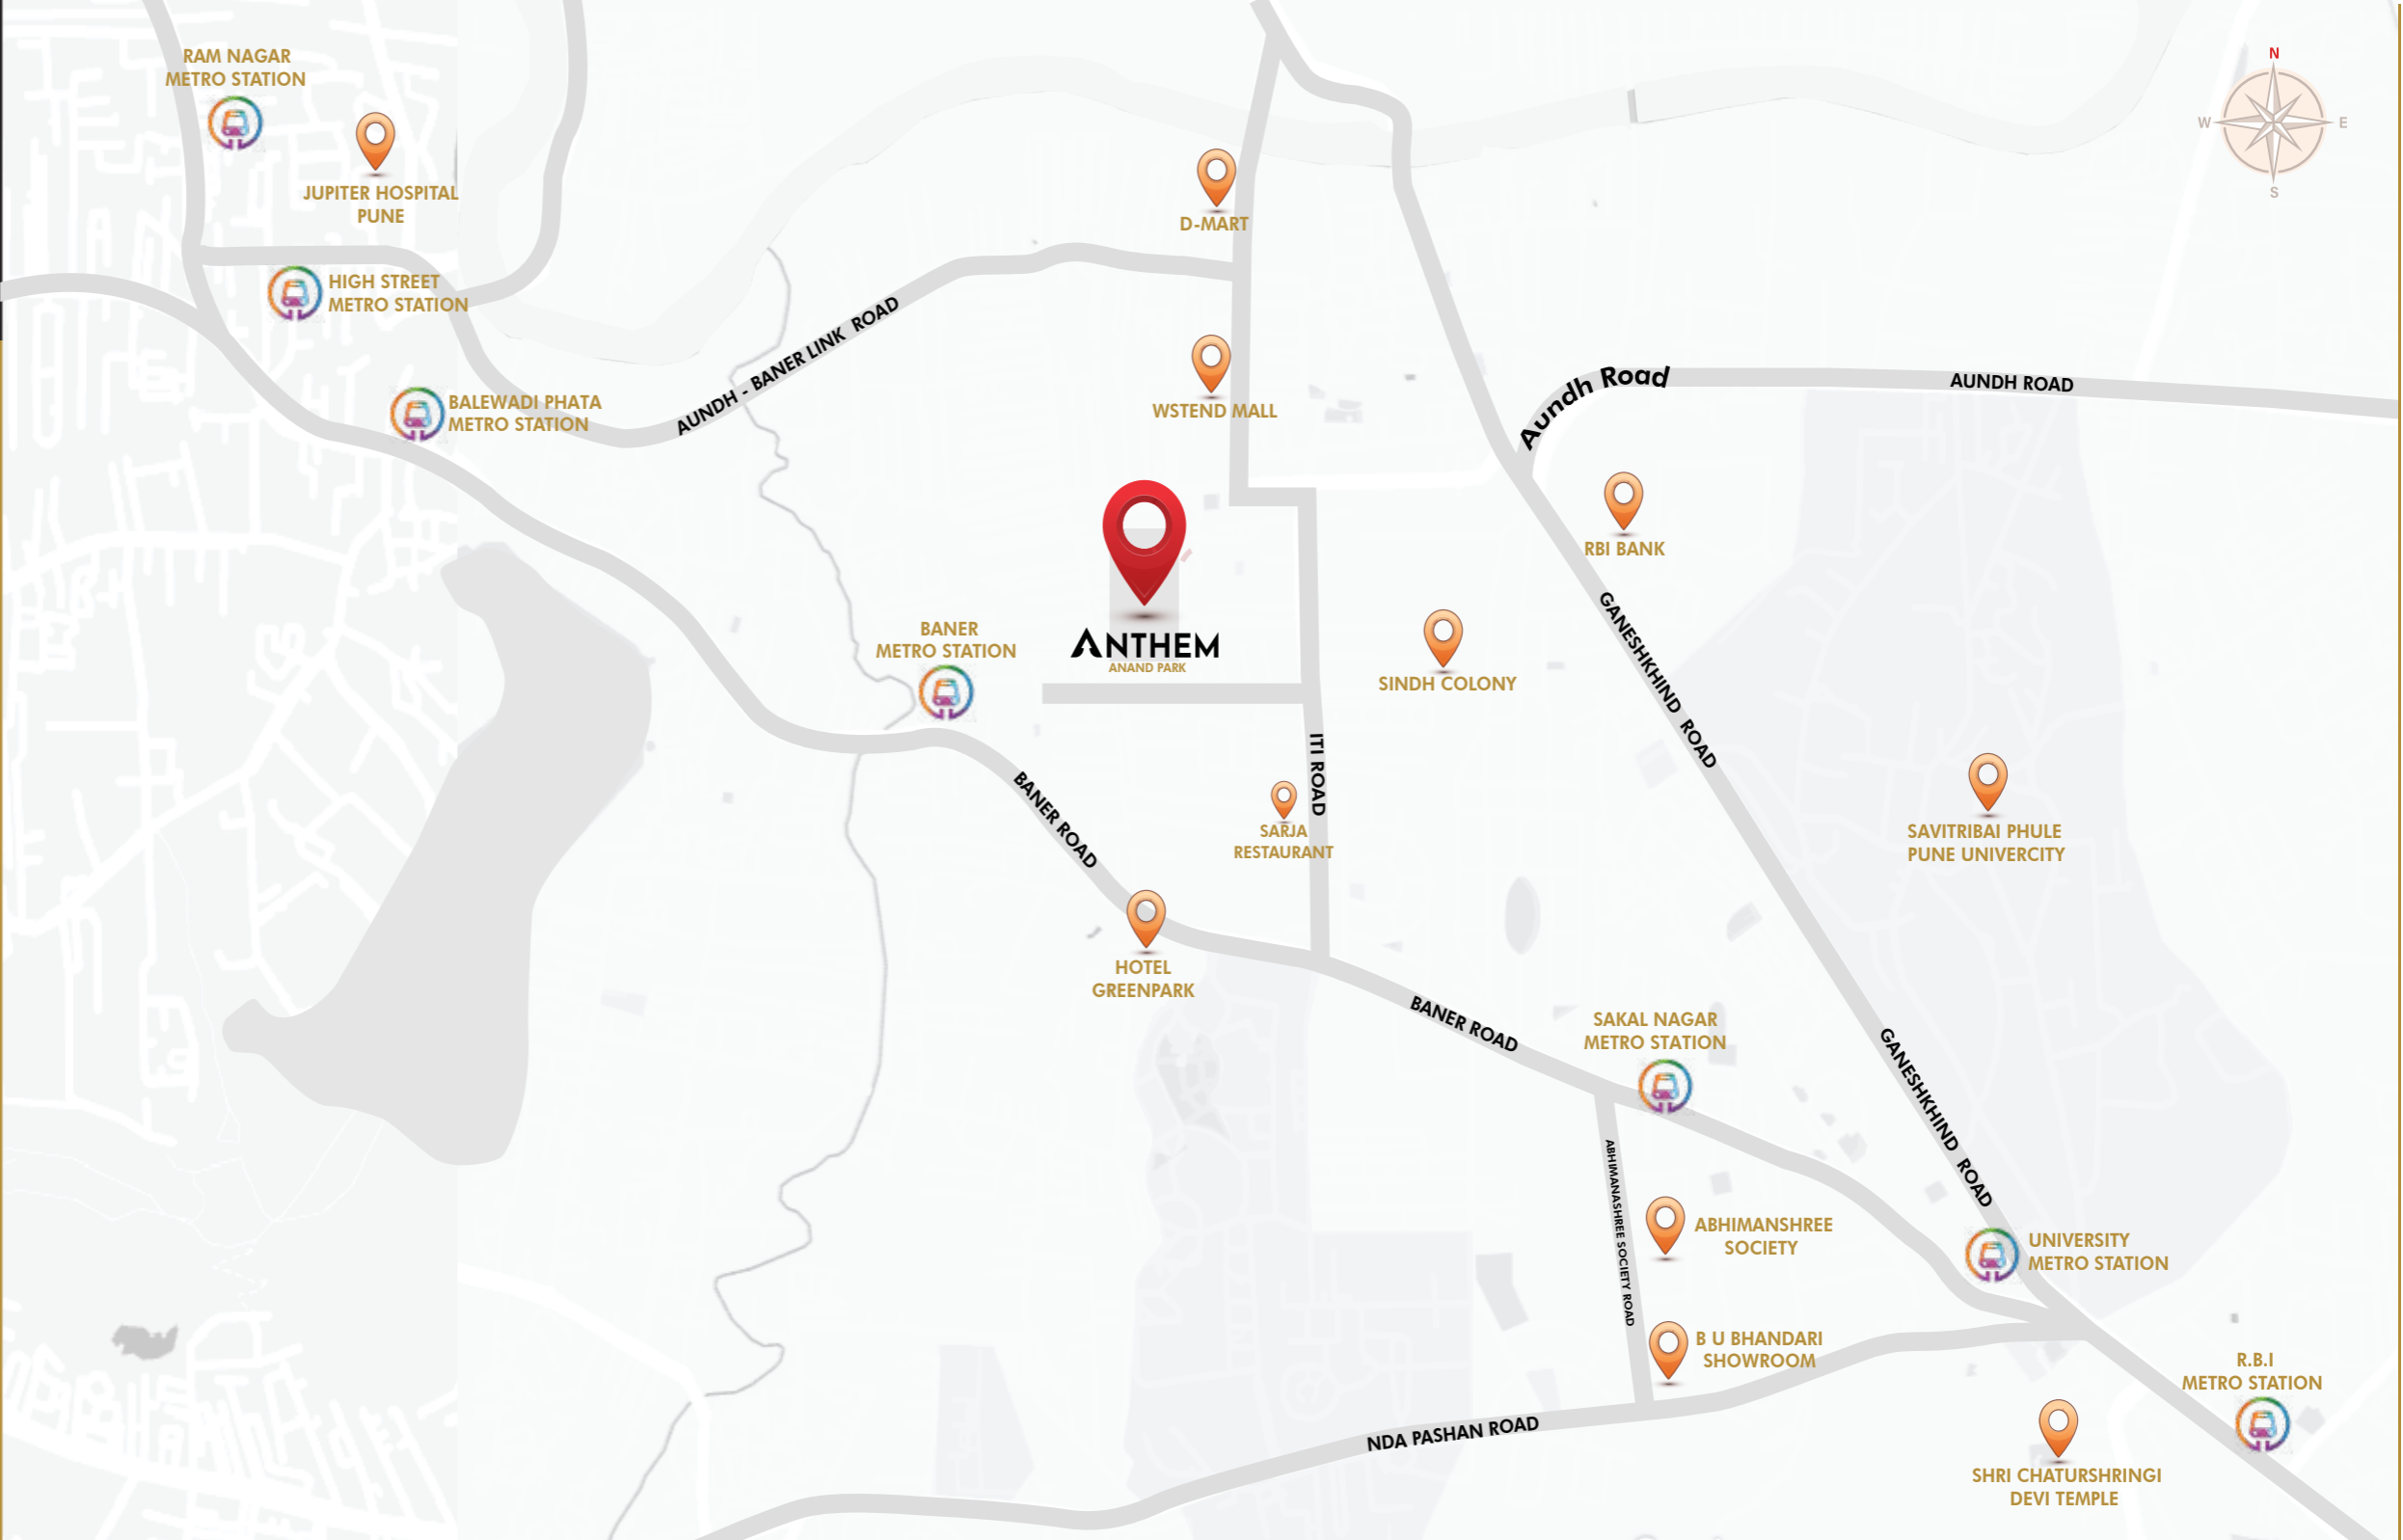 RAM NAGAR
METRO STATION
N
W
E
S
JUPITER HOSPITAL
PUNE
D-MART
HIGH STREET
METRO STATION
AUNDH - BANER LINK ROAD
BALEWADI PHATA
METRO STATION
WSTEND MALL
Aundh Road
AUNDH ROAD
RBI BANK
BANER
METRO STATION
ANTHEM
ANAND PARK
SINDH COLONY
GANESHKHIND ROAD
ITI ROAD
BANER ROAD
SARJA
RESTAURANT
SAVITRIBAI PHULE
PUNE UNIVERCITY
HOTEL
GREENPARK
BANER ROAD
SAKAL NAGAR
METRO STATION
GANESHKHIND ROAD
ABHIMANASHREE SOCIETY ROAD
ABHIMANSHREE
SOCIETY
UNIVERSITY
METRO STATION
B U BHANDARI
SHOWROOM
R.B.I
METRO STATION
NDA PASHAN ROAD
SHRI CHATURSHRINGI
DEVI TEMPLE